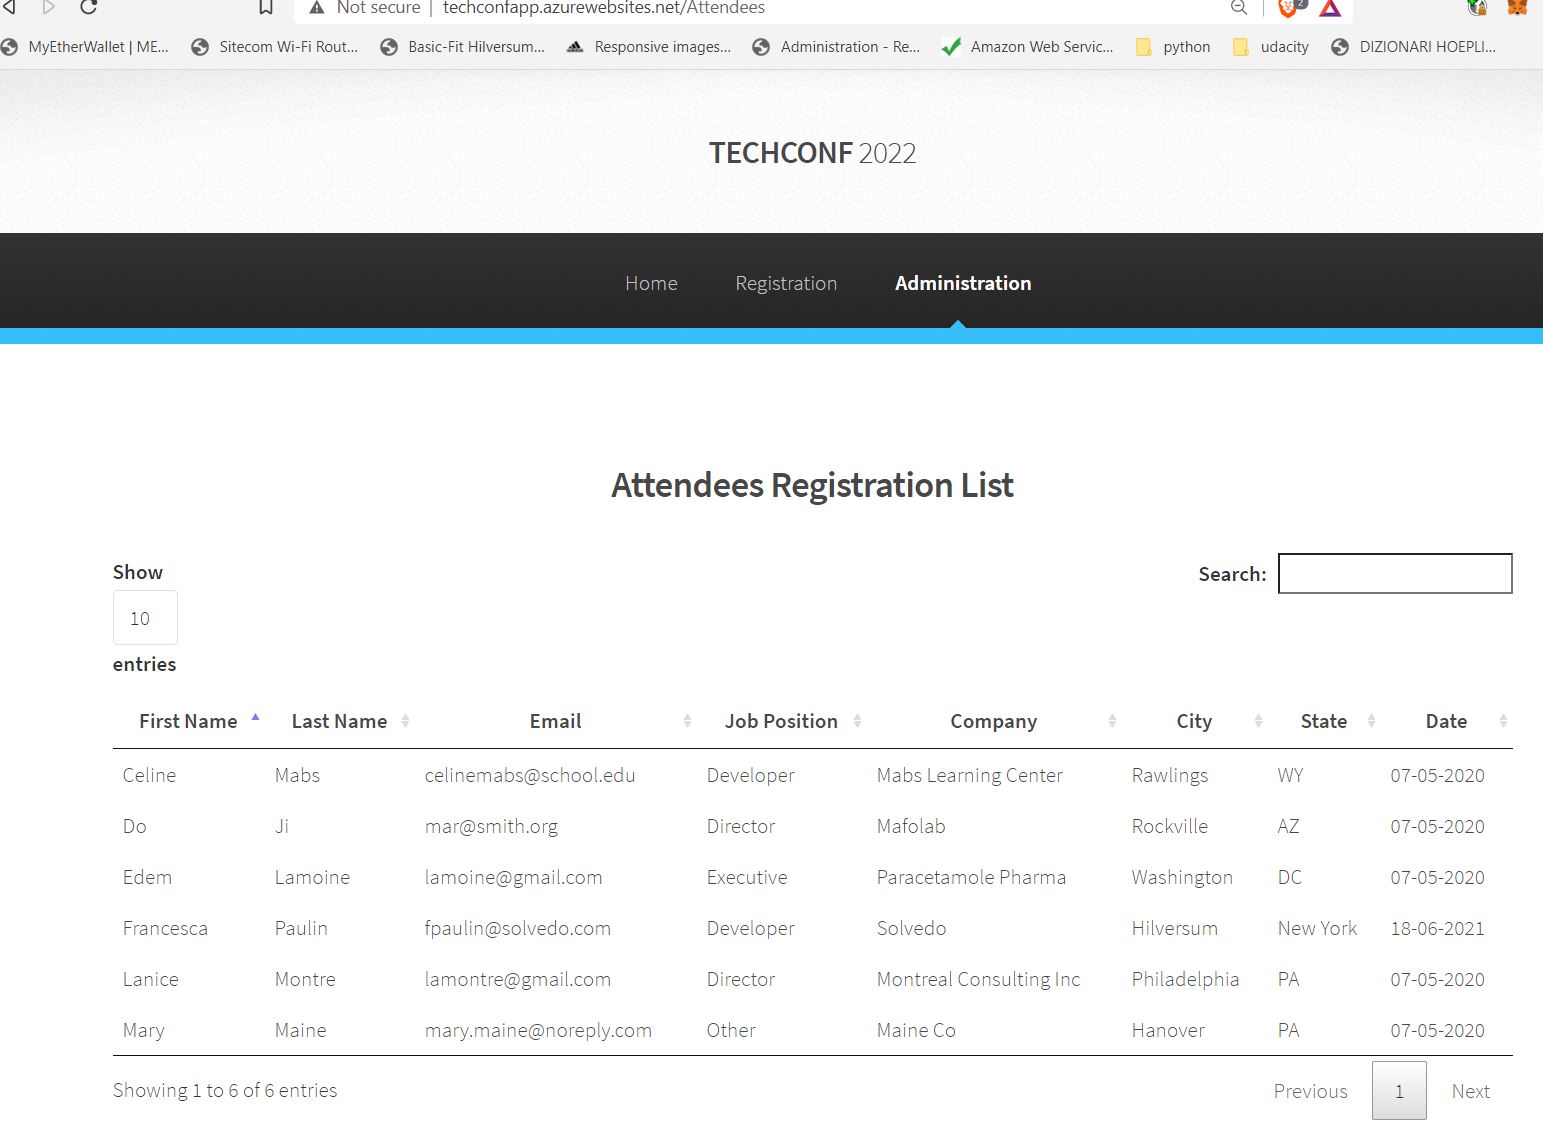 Not secure | techconfapp.azurewebsites.net/Attendees 2
MyEtherWallet | ME... Sitecom Wi-Fi Rout... Basic-Fit Hilversum... Responsive images... Administration - Re... Amazon Web Servic... python udacity DIZIONARI HOEPLI...
TECHCONF 2022
Home Registration Administration
Attendees Registration List
Show
Search:
10
entries
First Name Last Name Email Job Position Company City State Date
Celine Mabs celinemabs@school.edu Developer Mabs Learning Center Rawlings WY 07-05-2020
Do Ji mar@smith.org Director Mafolab Rockville AZ 07-05-2020
Edem Lamoine lamoine@gmail.com Executive Paracetamole Pharma Washington DC 07-05-2020
Francesca Paulin fpaulin@solvedo.com Developer Solvedo Hilversum New York 18-06-2021
Lanice Montre lamontre@gmail.com Director Montreal Consulting Inc Philadelphia PA 07-05-2020
Mary Maine mary.maine@noreply.com Other Maine Co Hanover PA 07-05-2020
Showing 1 to 6 of 6 entries Previous 1 Next